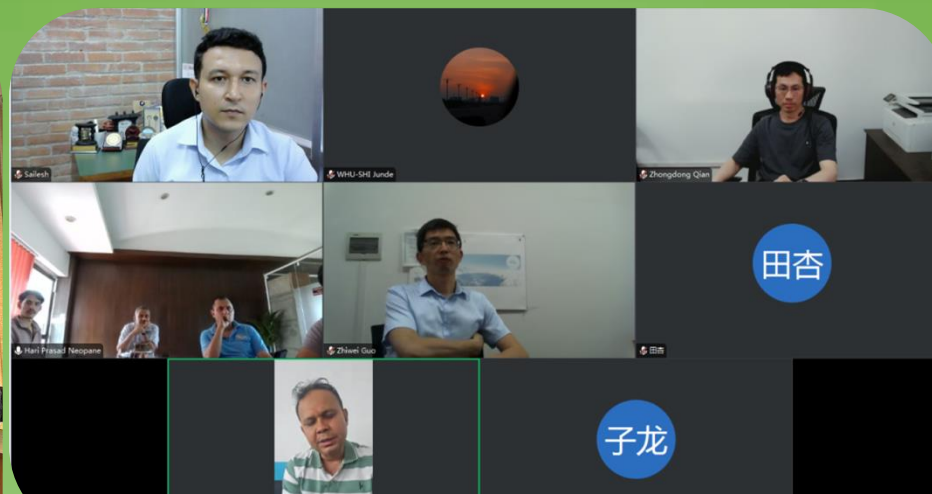 Sailesh
WHU-SHI Junde
Zhongdong Qian
Hari Prasad Neopane
Zhiwei Guo
田杏
田杏
子龙